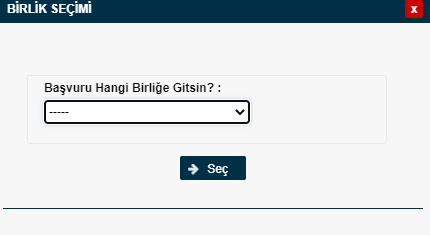 BİRLİK SEÇİMİ
x
Başvuru Hangi Birliğe Gitsin? :
-----
Seç